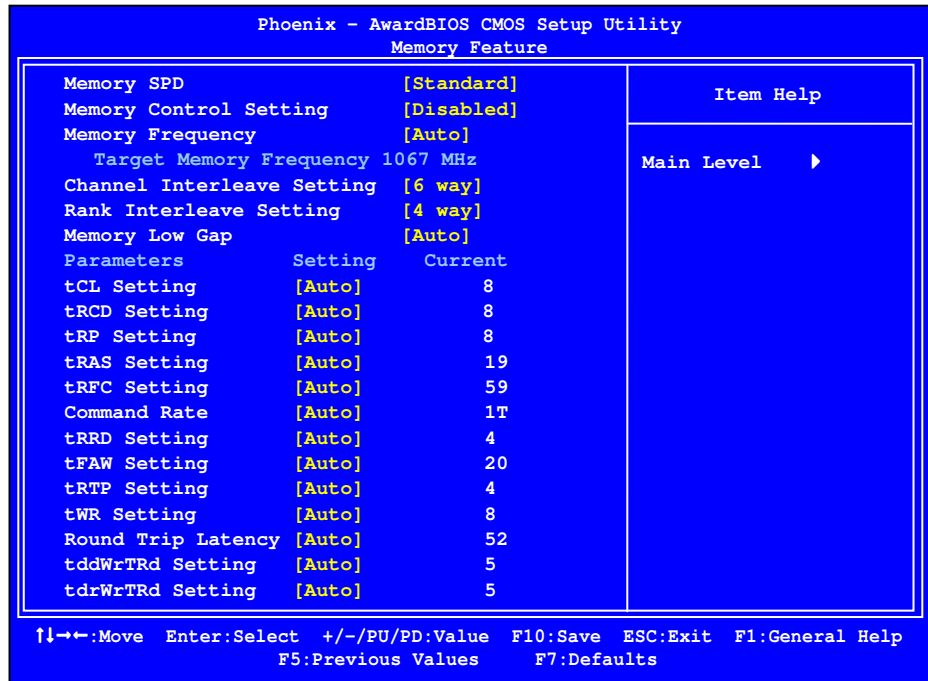 Phoenix – AwardBIOS CMOS Setup Utility
Memory Feature
Memory SPD [Standard]
Memory Control Setting [Disabled]
Memory Frequency [Auto]
Target Memory Frequency 1067 MHz
Channel Interleave Setting [6 way]
Rank Interleave Setting [4 way]
Memory Low Gap [Auto]
Parameters Setting Current
tCL Setting [Auto] 8
tRCD Setting [Auto] 8
tRP Setting [Auto] 8
tRAS Setting [Auto] 19
tRFC Setting [Auto] 59
Command Rate [Auto] 1T
tRRD Setting [Auto] 4
tFAW Setting [Auto] 20
tRTP Setting [Auto] 4
tWR Setting [Auto] 8
Round Trip Latency [Auto] 52
tddWrTRd Setting [Auto] 5
tdrWrTRd Setting [Auto] 5
Item Help
Main Level ▶
↑↓→←:Move Enter:Select +/-/PU/PD:Value F10:Save ESC:Exit F1:General Help
F5:Previous Values F7:Defaults